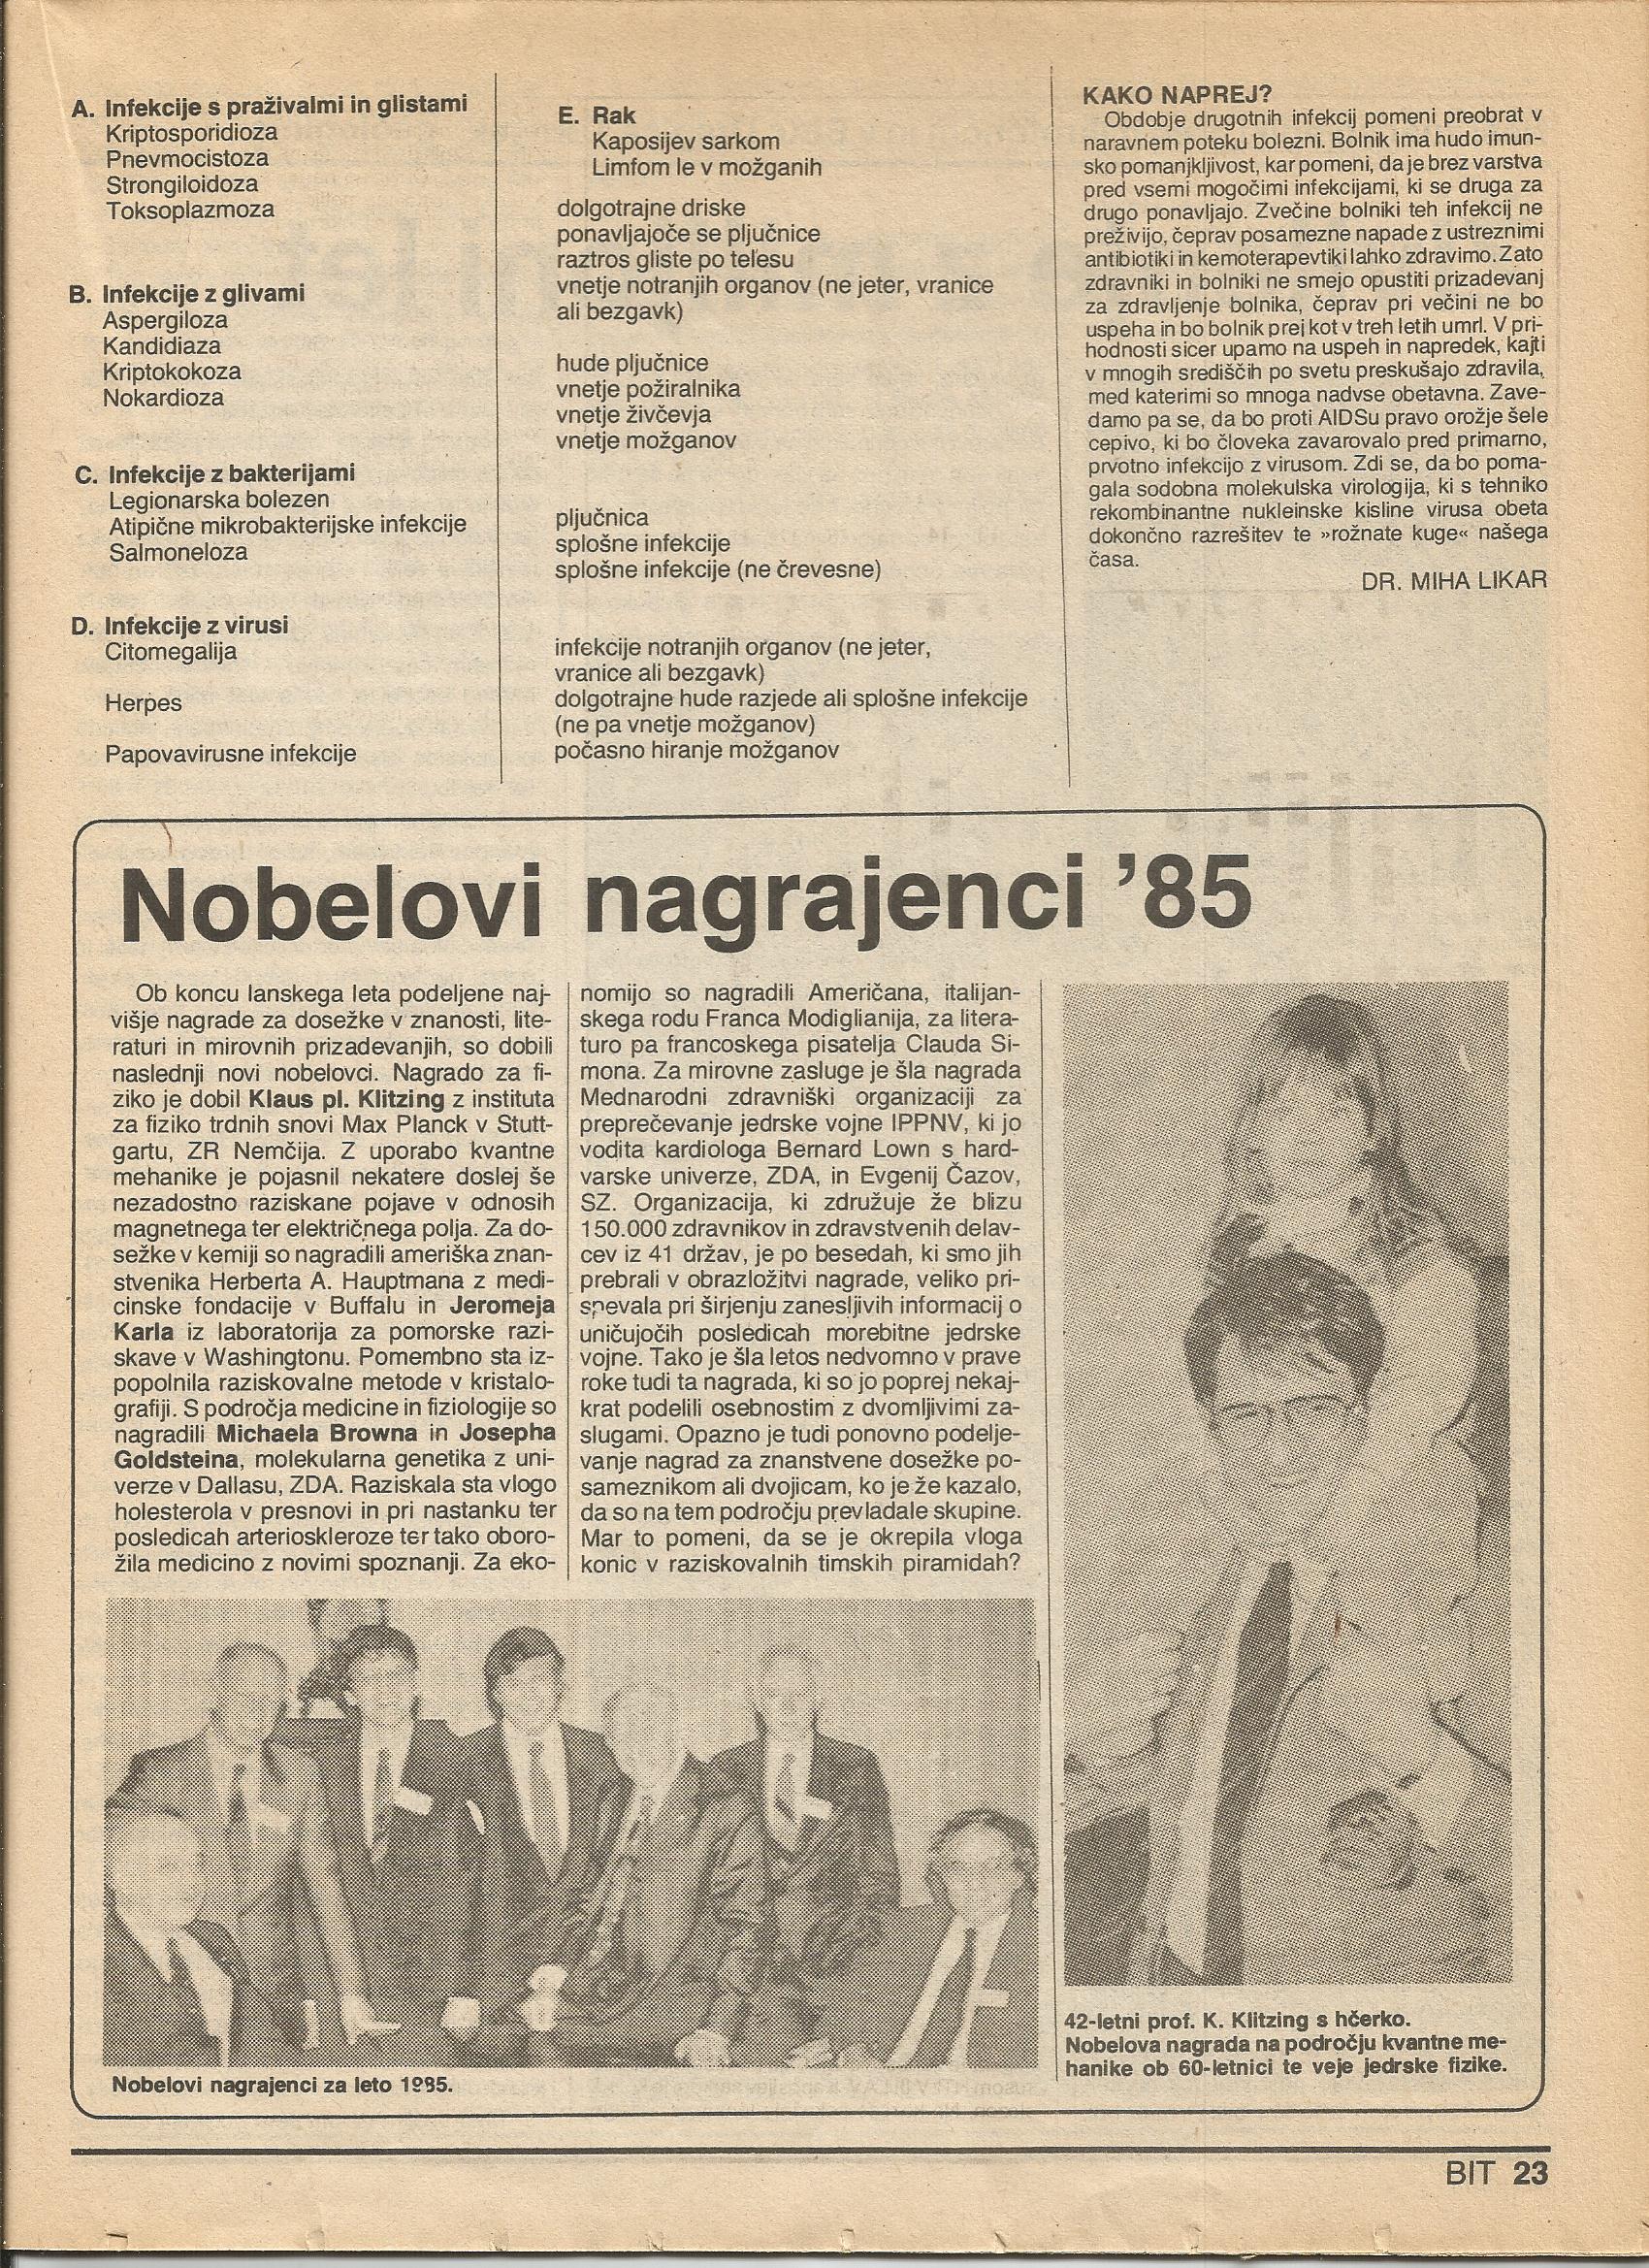 A. Infekcije s praživalmi in glistami
Kriptosporidioza
Pnevmocistoza
Strongiloidoza
Toksoplazmoza
B. Infekcije z glivami
Aspergiloza
Kandidiaza
Kriptokokoza
Nokardioza
C. Infekcije z bakterijami
Legionarska bolezen
Atipične mikrobakterijske infekcije
Salmoneloza
D. Infekcije z virusi
Citomegalija
Herpes
Papovavirusne infekcije
E. Rak
Kaposijev sarkom
Limfom le v možganih
dolgotrajne driske
ponavljajoče se pljučnice
raztros gliste po telesu
vnetje notranjih organov (ne jeter, vranice
ali bezgavk)
hude pljučnice
vnetje požiralnika
vnetje živčevja
vnetje možganov
pljučnica
splošne infekcije
splošne infekcije (ne črevesne)
infekcije notranjih organov (ne jeter,
vranice ali bezgavk)
dolgotrajne hude razjede ali splošne infekcije
(ne pa vnetje možganov)
počasno hiranje možganov
KAKO NAPREJ?
Obdobje drugotnih infekcij pomeni preobrat v
naravnem poteku bolezni. Bolnik ima hudo imun-
sko pomanjkljivost, kar pomeni, da je brez varstva
pred vsemi mogočimi infekcijami, ki se druga za
drugo ponavljajo. Zvečine bolniki teh infekcij ne
preživijo, čeprav posamezne napade z ustreznimi
antibiotiki in kemoterapevtiki lahko zdravimo. Zato
zdravniki in bolniki ne smejo opustiti prizadevanj
za zdravljenje bolnika, čeprav pri večini ne bo
uspeha in bo bolnik prej kot v treh letih umrl. V pri-
hodnosti sicer upamo na uspeh in napredek, kajti
v mnogih središčih po svetu preskušajo zdravila,
med katerimi so mnoga nadvse obetavna. Zave-
damo pa se, da bo proti AIDSu pravo orožje šele
cepivo, ki bo človeka zavarovalo pred primarno,
prvotno infekcijo z virusom. Zdi se, da bo poma-
gala sodobna molekulska virologija, ki s tehniko
rekombinantne nukleinske kisline virusa obeta
dokončno razrešitev te »rožnate kuge« našega
časa.
DR. MIHA LIKAR
Nobelovi nagrajenci ’85
Ob koncu lanskega leta podeljene naj-
višje nagrade za dosežke v znanosti, lite-
raturi in mirovnih prizadevanjih, so dobili
naslednji novi nobelovci. Nagrado za fi-
ziko je dobil Klaus pl. Klitzing z instituta
za fiziko trdnih snovi Max Planck v Stutt-
gartu, ZR Nemčija. Z uporabo kvantne
mehanike je pojasnil nekatere doslej še
nezadostno raziskane pojave v odnosih
magnetnega ter električnega polja. Za do-
sežke v kemiji so nagradili ameriška znan-
stvenika Herberta A. Hauptmana z medi-
cinske fondacije v Buffalu in Jeromeja
Karla iz laboratorija za pomorske razi-
skave v Washingtonu. Pomembno sta iz-
popolnila raziskovalne metode v kristalo-
grafiji. S področja medicine in fiziologije so
nagradili Michaela Browna in Josepha
Goldsteina, molekularna genetika z uni-
verze v Dallasu, ZDA. Raziskala sta vlogo
holesterola v presnovi in pri nastanku ter
posledicah arterioskleroze ter tako oboro-
žila medicino z novimi spoznanji. Za eko-
nomijo so nagradili Američana, italijan-
skega rodu Franca Modiglianija, za litera-
turo pa francoskega pisatelja Clauda Si-
mona. Za mirovne zasluge je šla nagrada
Mednarodni zdravniški organizaciji za
preprečevanje jedrske vojne IPPNV, ki jo
vodita kardiologa Bernard Lown s hard-
varske univerze, ZDA, in Evgenij Čazov,
SZ. Organizacija, ki združuje že blizu
150.000 zdravnikov in zdravstvenih delav-
cev iz 41 držav, je po besedah, ki smo jih
prebrali v obrazložitvi nagrade, veliko pri-
spevala pri širjenju zanesljivih informacij o
uničujočih posledicah morebitne jedrske
vojne. Tako je šla letos nedvomno v prave
roke tudi ta nagrada, ki so jo poprej nekaj-
krat podelili osebnostim z dvomljivimi za-
slugami. Opazno je tudi ponovno podelje-
vanje nagrad za znanstvene dosežke po-
sameznikom ali dvojicam, ko je že kazalo,
da so na tem področju prevladale skupine.
Mar to pomeni, da se je okrepila vloga
konic v raziskovalnih timskih piramidah?
Nobelovi nagrajenci za leto 1985.
42-letni prof. K. Klitzing s hčerko.
Nobelova nagrada na področju kvantne me-
hanike ob 60-letnici te veje jedrske fizike.
BIT 23